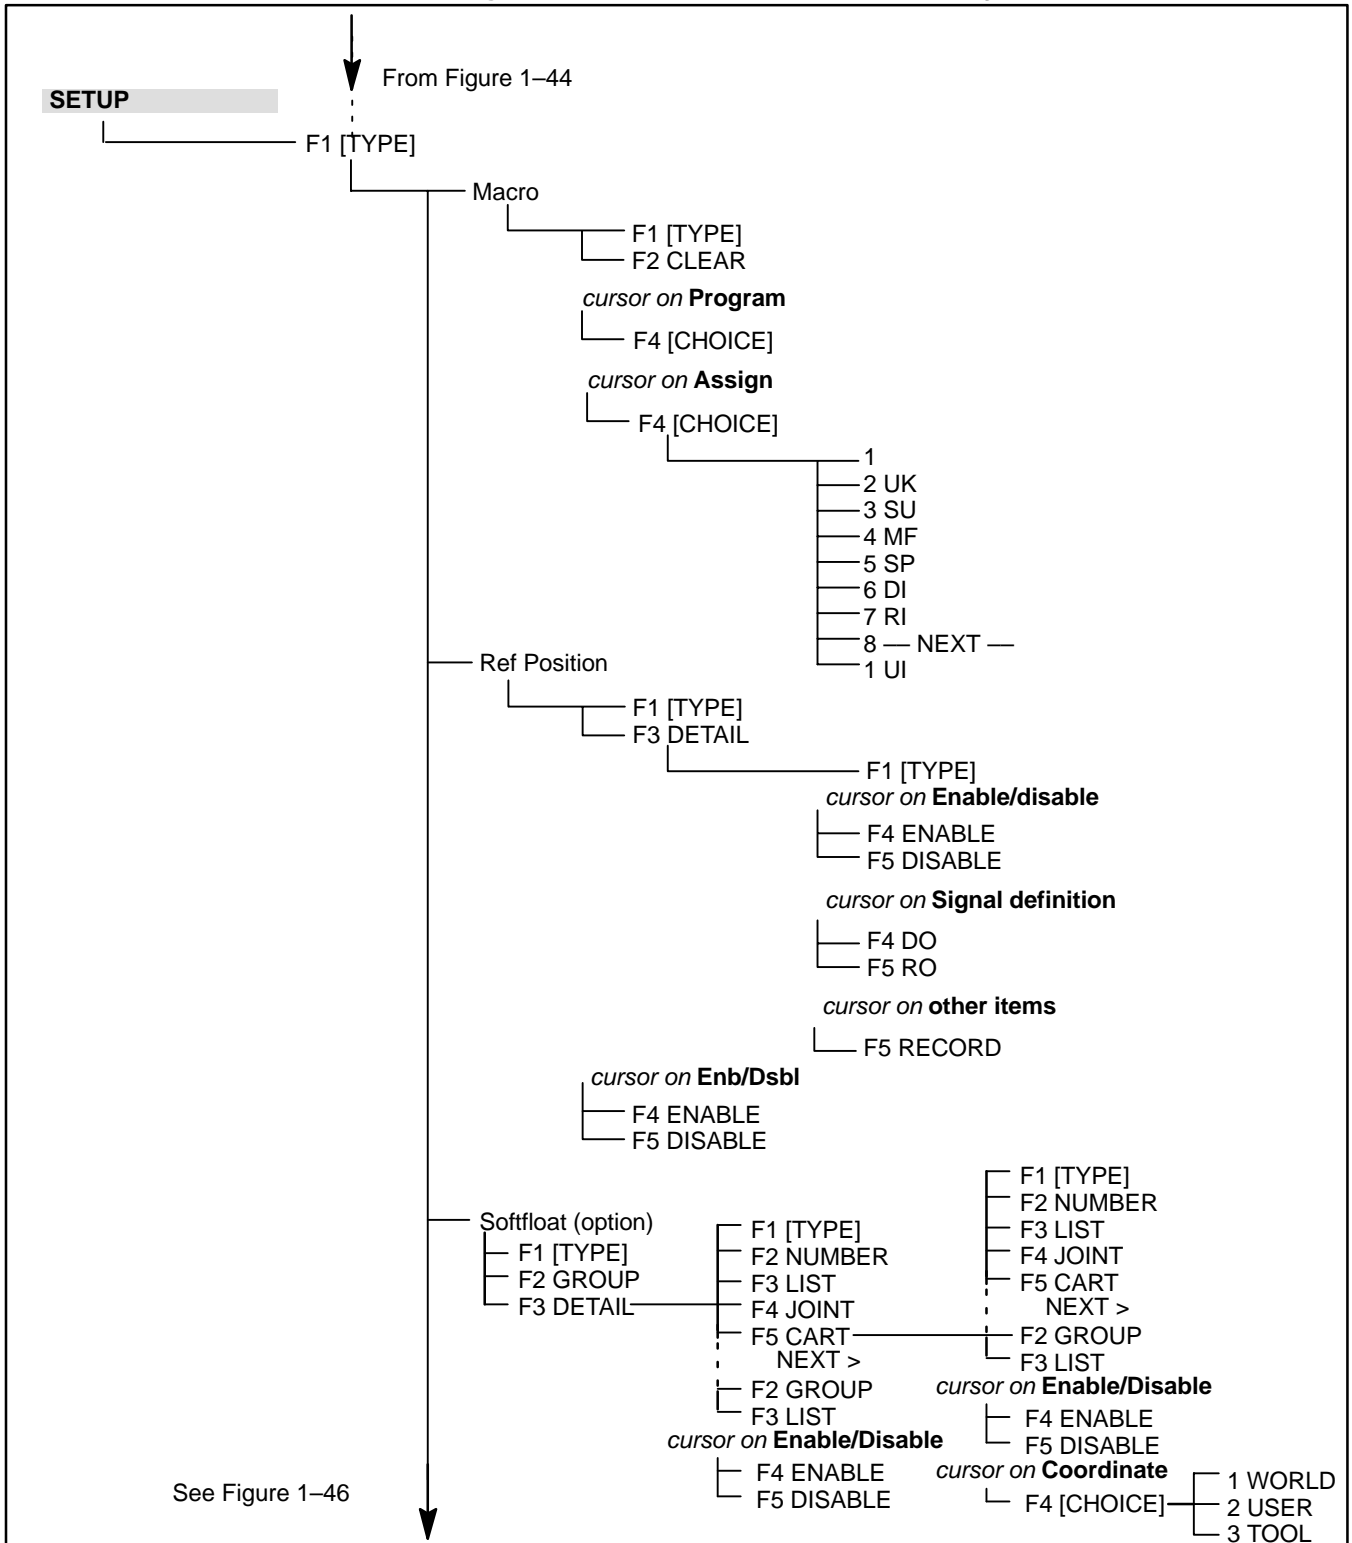 From Figure 1–44
SETUP
F1 [TYPE]
Macro
F1 [TYPE]
F2 CLEAR
cursor on Program
F4 [CHOICE]
cursor on Assign
F4 [CHOICE]
1
2 UK
3 SU
4 MF
5 SP
6 DI
7 RI
8 — NEXT —
1 UI
Ref Position
F1 [TYPE]
F3 DETAIL
F1 [TYPE]
cursor on Enable/disable
F4 ENABLE
F5 DISABLE
cursor on Signal definition
F4 DO
F5 RO
cursor on other items
F5 RECORD
cursor on Enb/Dsbl
F4 ENABLE
F5 DISABLE
Softfloat (option)
F1 [TYPE]
F2 GROUP
F3 DETAIL
F1 [TYPE]
F2 NUMBER
F3 LIST
F4 JOINT
F5 CART
NEXT >
F2 GROUP
F3 LIST
cursor on Enable/Disable
F4 ENABLE
F5 DISABLE
F1 [TYPE]
F2 NUMBER
F3 LIST
F4 JOINT
F5 CART
NEXT >
F2 GROUP
F3 LIST
cursor on Enable/Disable
F4 ENABLE
F5 DISABLE
cursor on Coordinate
F4 [CHOICE]
1 WORLD
2 USER
3 TOOL
See Figure 1–46